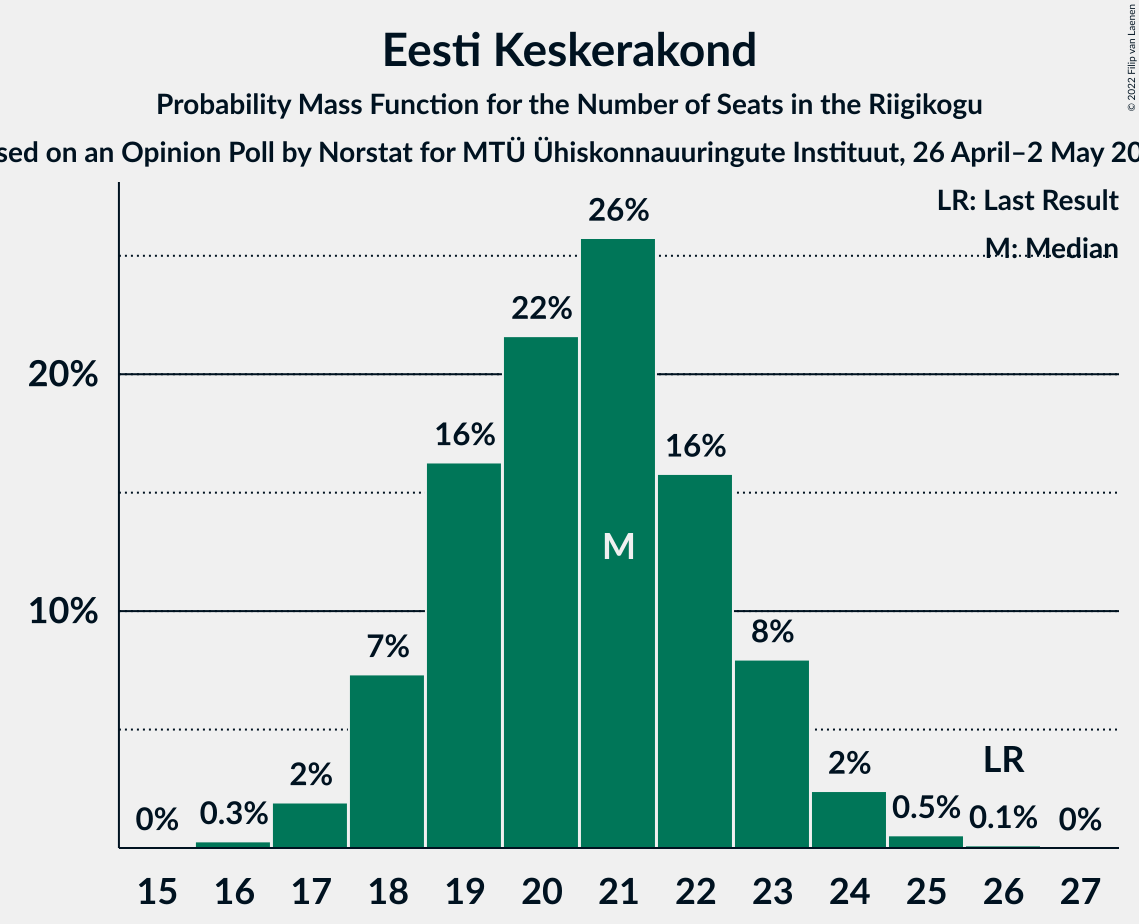 Eesti Keskerakond
Probability Mass Function for the Number of Seats in the Riigikogu
on an Opinion Poll by Norstat for MTÜ Ühiskonnauuringute Instituut, 26 April–2 May
© 2022 Filip van Laenen
LR: Last Result
M: Median
26%
22%
20%
16%
16%
M
10%
8%
7%
LR
2%
2%
0%
0.3%
0.5%
0.1%
0%
15 16 17 18 19 20 21 22 23 24 25 26 27